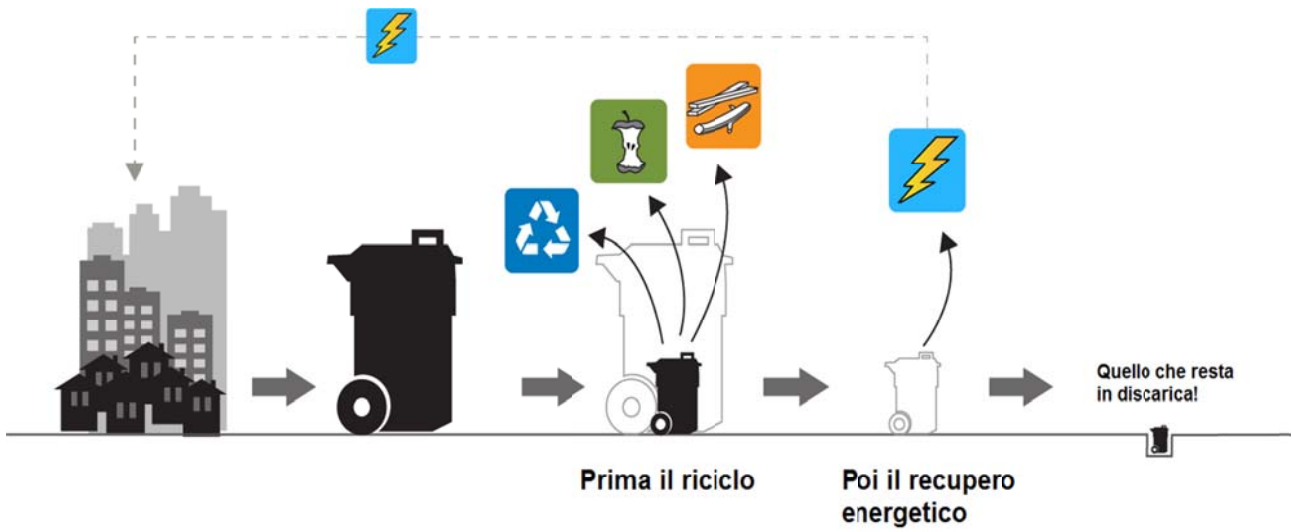 Quello che resta
in discarica!
Prima il riciclo
Poi il recupero
energetico